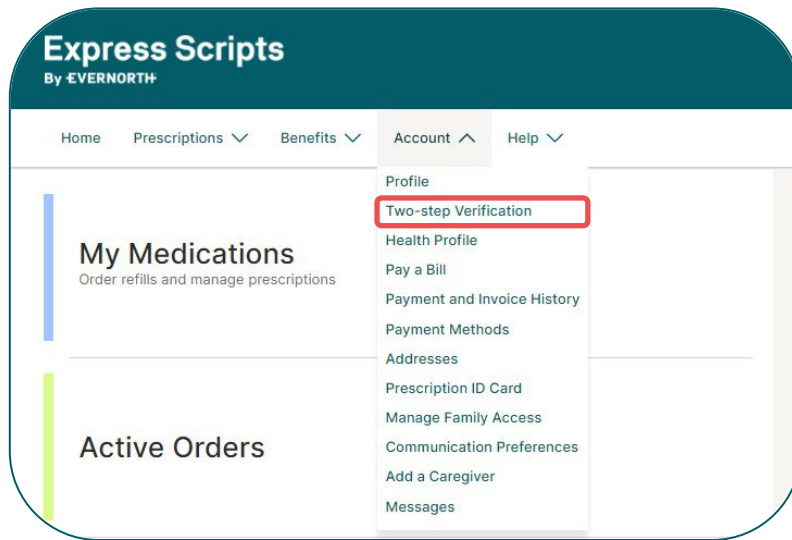 Express Scripts
By EVERNORTH
Home Prescriptions Benefits Account Help
Profile
Two-step Verification
Health Profile
Pay a Bill
Payment and Invoice History
Payment Methods
Addresses
Prescription ID Card
Manage Family Access
Communication Preferences
Add a Caregiver
Messages
My Medications
Order refills and manage prescriptions
Active Orders